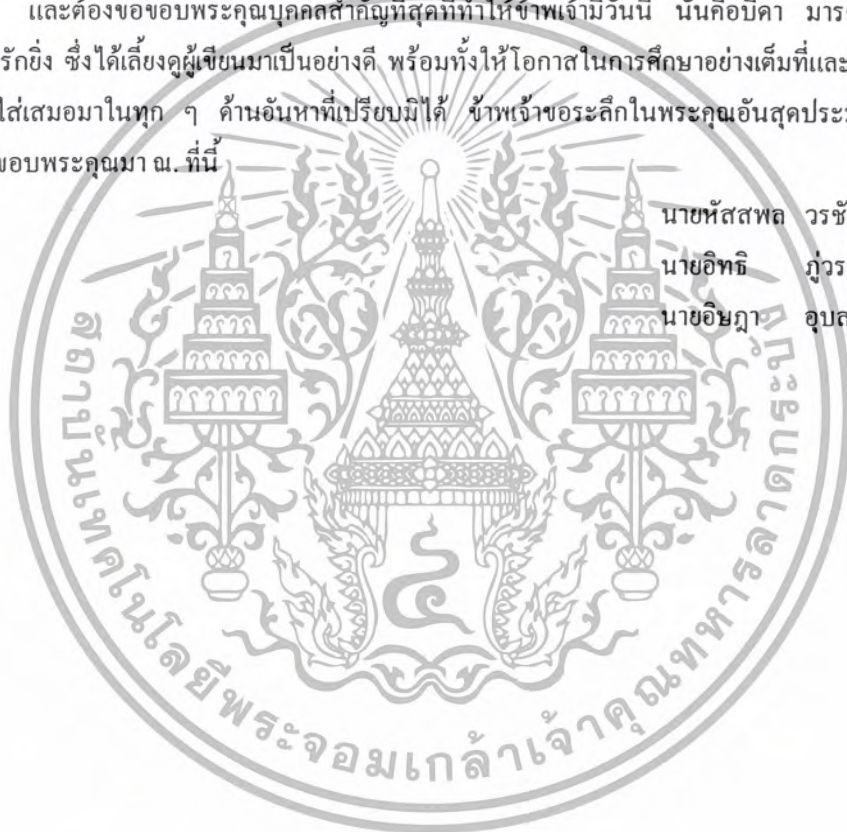 และต้องขอขอบพระคุณบุคคลสำคัญที่สุดที่ทำให้ข้าพเจ้ามีวันนี้ นั่นคือบิดา
รักยิ่ง ซึ่งได้เลี้ยงดูผู้เขียนมาเป็นอย่างดี พร้อมทั้งให้โอกาสในการศึกษาอย่างเต็มที่และ
ใส่เสมอมาในทุก ๆ ด้านอันหาที่เปรียบมิได้ ข้าพเจ้าขอระลึกในพระคุณอันสุด
ขอบพระคุณมา ณ. ที่นี้
นายหัสสพล
นายอิทธิ
นายอิษฎา
สถาบันเทคโนโลยีพระจอมเกล้าเจ้าคุณทหารลาดกระบัง